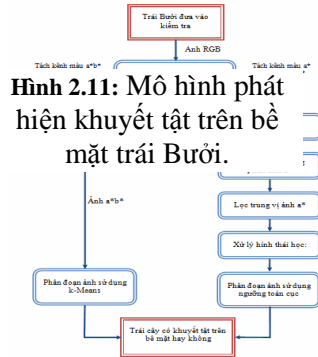 Trái Bưởi đưa vào
kiểm tra
Ảnh RGB
Tách kênh màu a*b*
Tách kênh màu a*
Hình 2.11: Mô hình phát
hiện khuyết tật trên bề
mặt trái Bưởi.
Ảnh a*b*
Lọc trung vị ảnh a*
Xử lý hình thái học:
Phân đoạn ảnh sử dụng
k-Means
Phân đoạn ảnh sử dụng
ngưỡng toàn cục
Trái cây có khuyết tật trên
bề mặt hay không